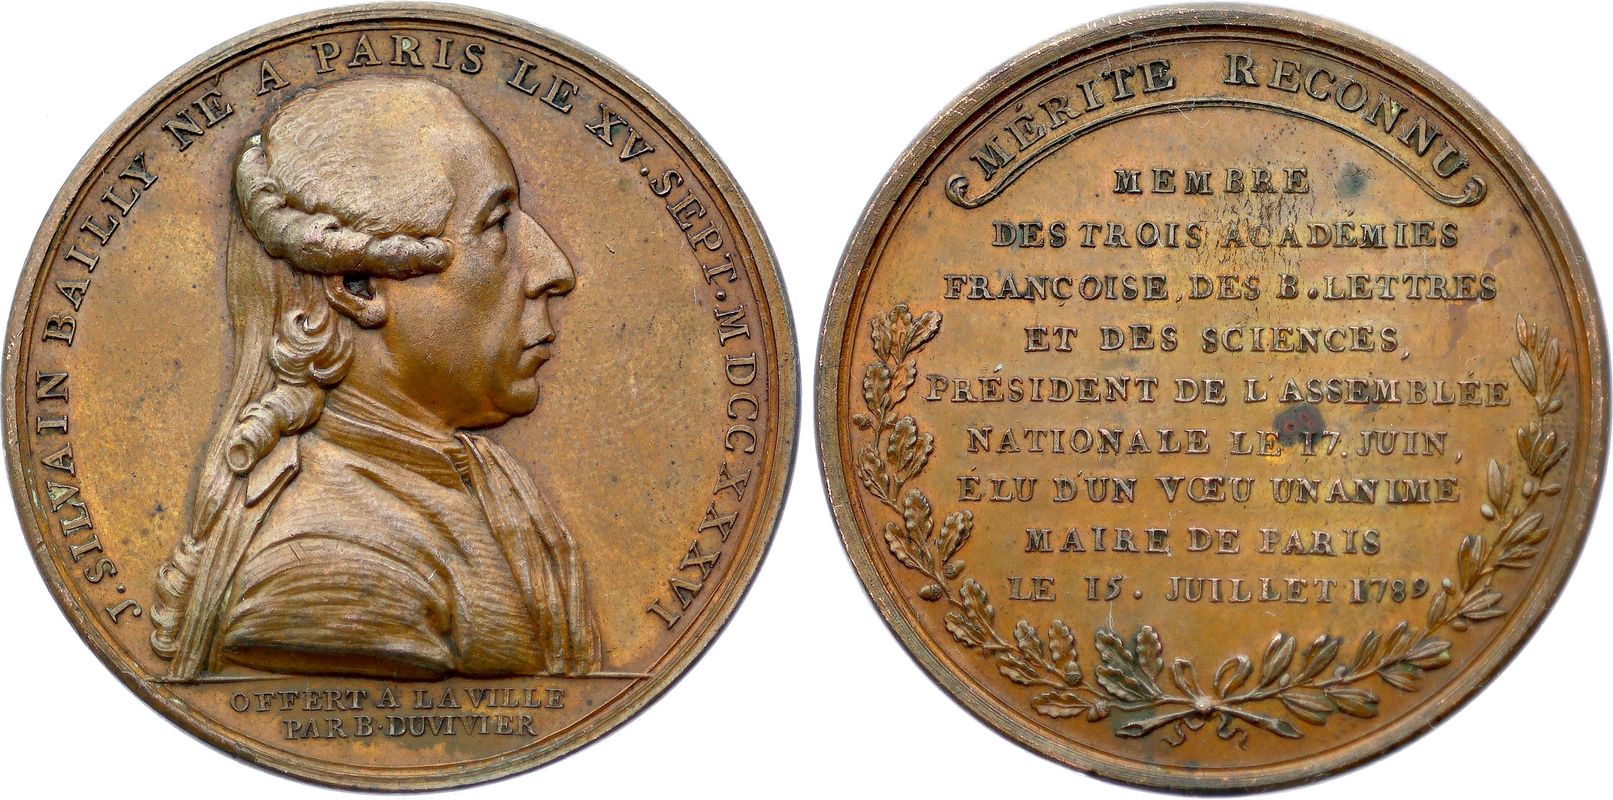 J. SILVAIN BAILLY NÉ A PARIS LE XV. SEPT. MDCCXXXVI
OFFERT A LA VILLE
PAR B. DUVIVIER
MÉRITE RECONNU
MEMBRE
DES TROIS ACADÉMIES
FRANÇOISE, DES B. LETTRES
ET DES SCIENCES,
PRÉSIDENT DE L'ASSEMBLÉE
NATIONALE LE 17. JUIN,
ÉLU D'UN VŒU UNANIME
MAIRE DE PARIS
LE 15. JUILLET 1789